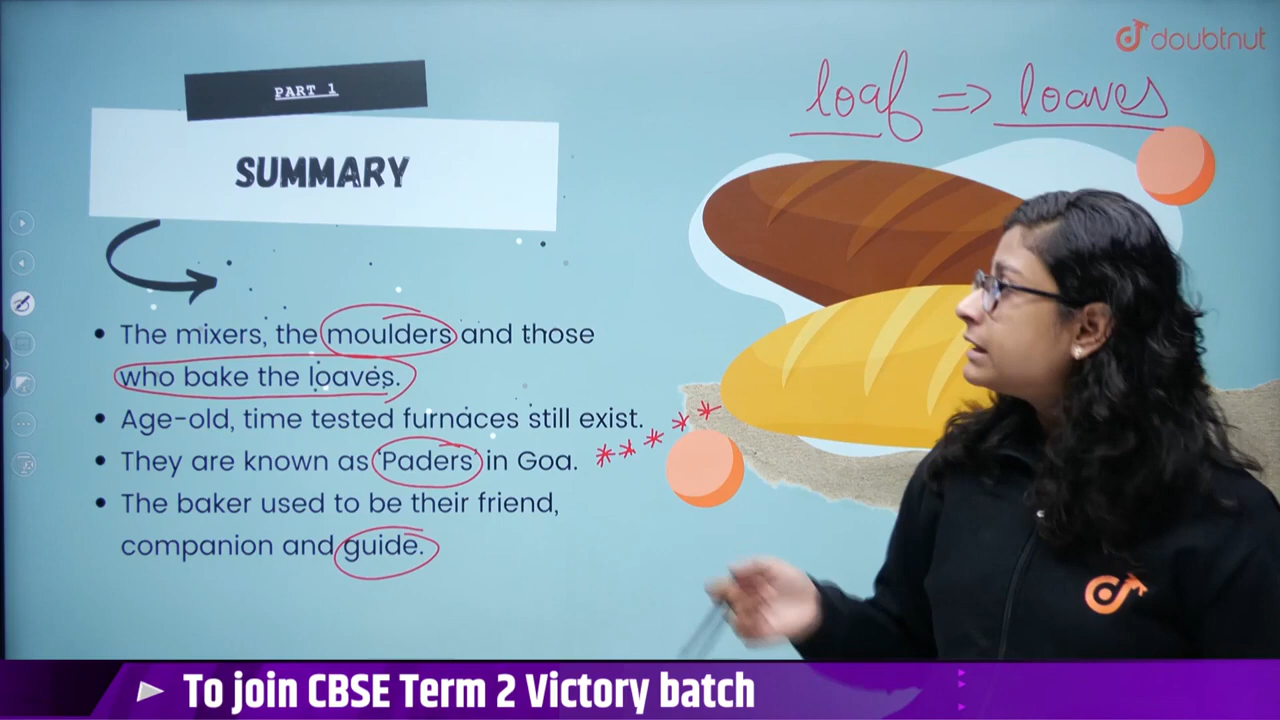 doubtnut
loaf => loaves
PART 1
SUMMARY
• The mixers, the moulders and those
who bake the loaves.
• Age-old, time tested furnaces still exist.
• They are known as 'Paders' in Goa. *****
• The baker used to be their friend,
companion and guide.
To join CBSE Term 2 Victory batch